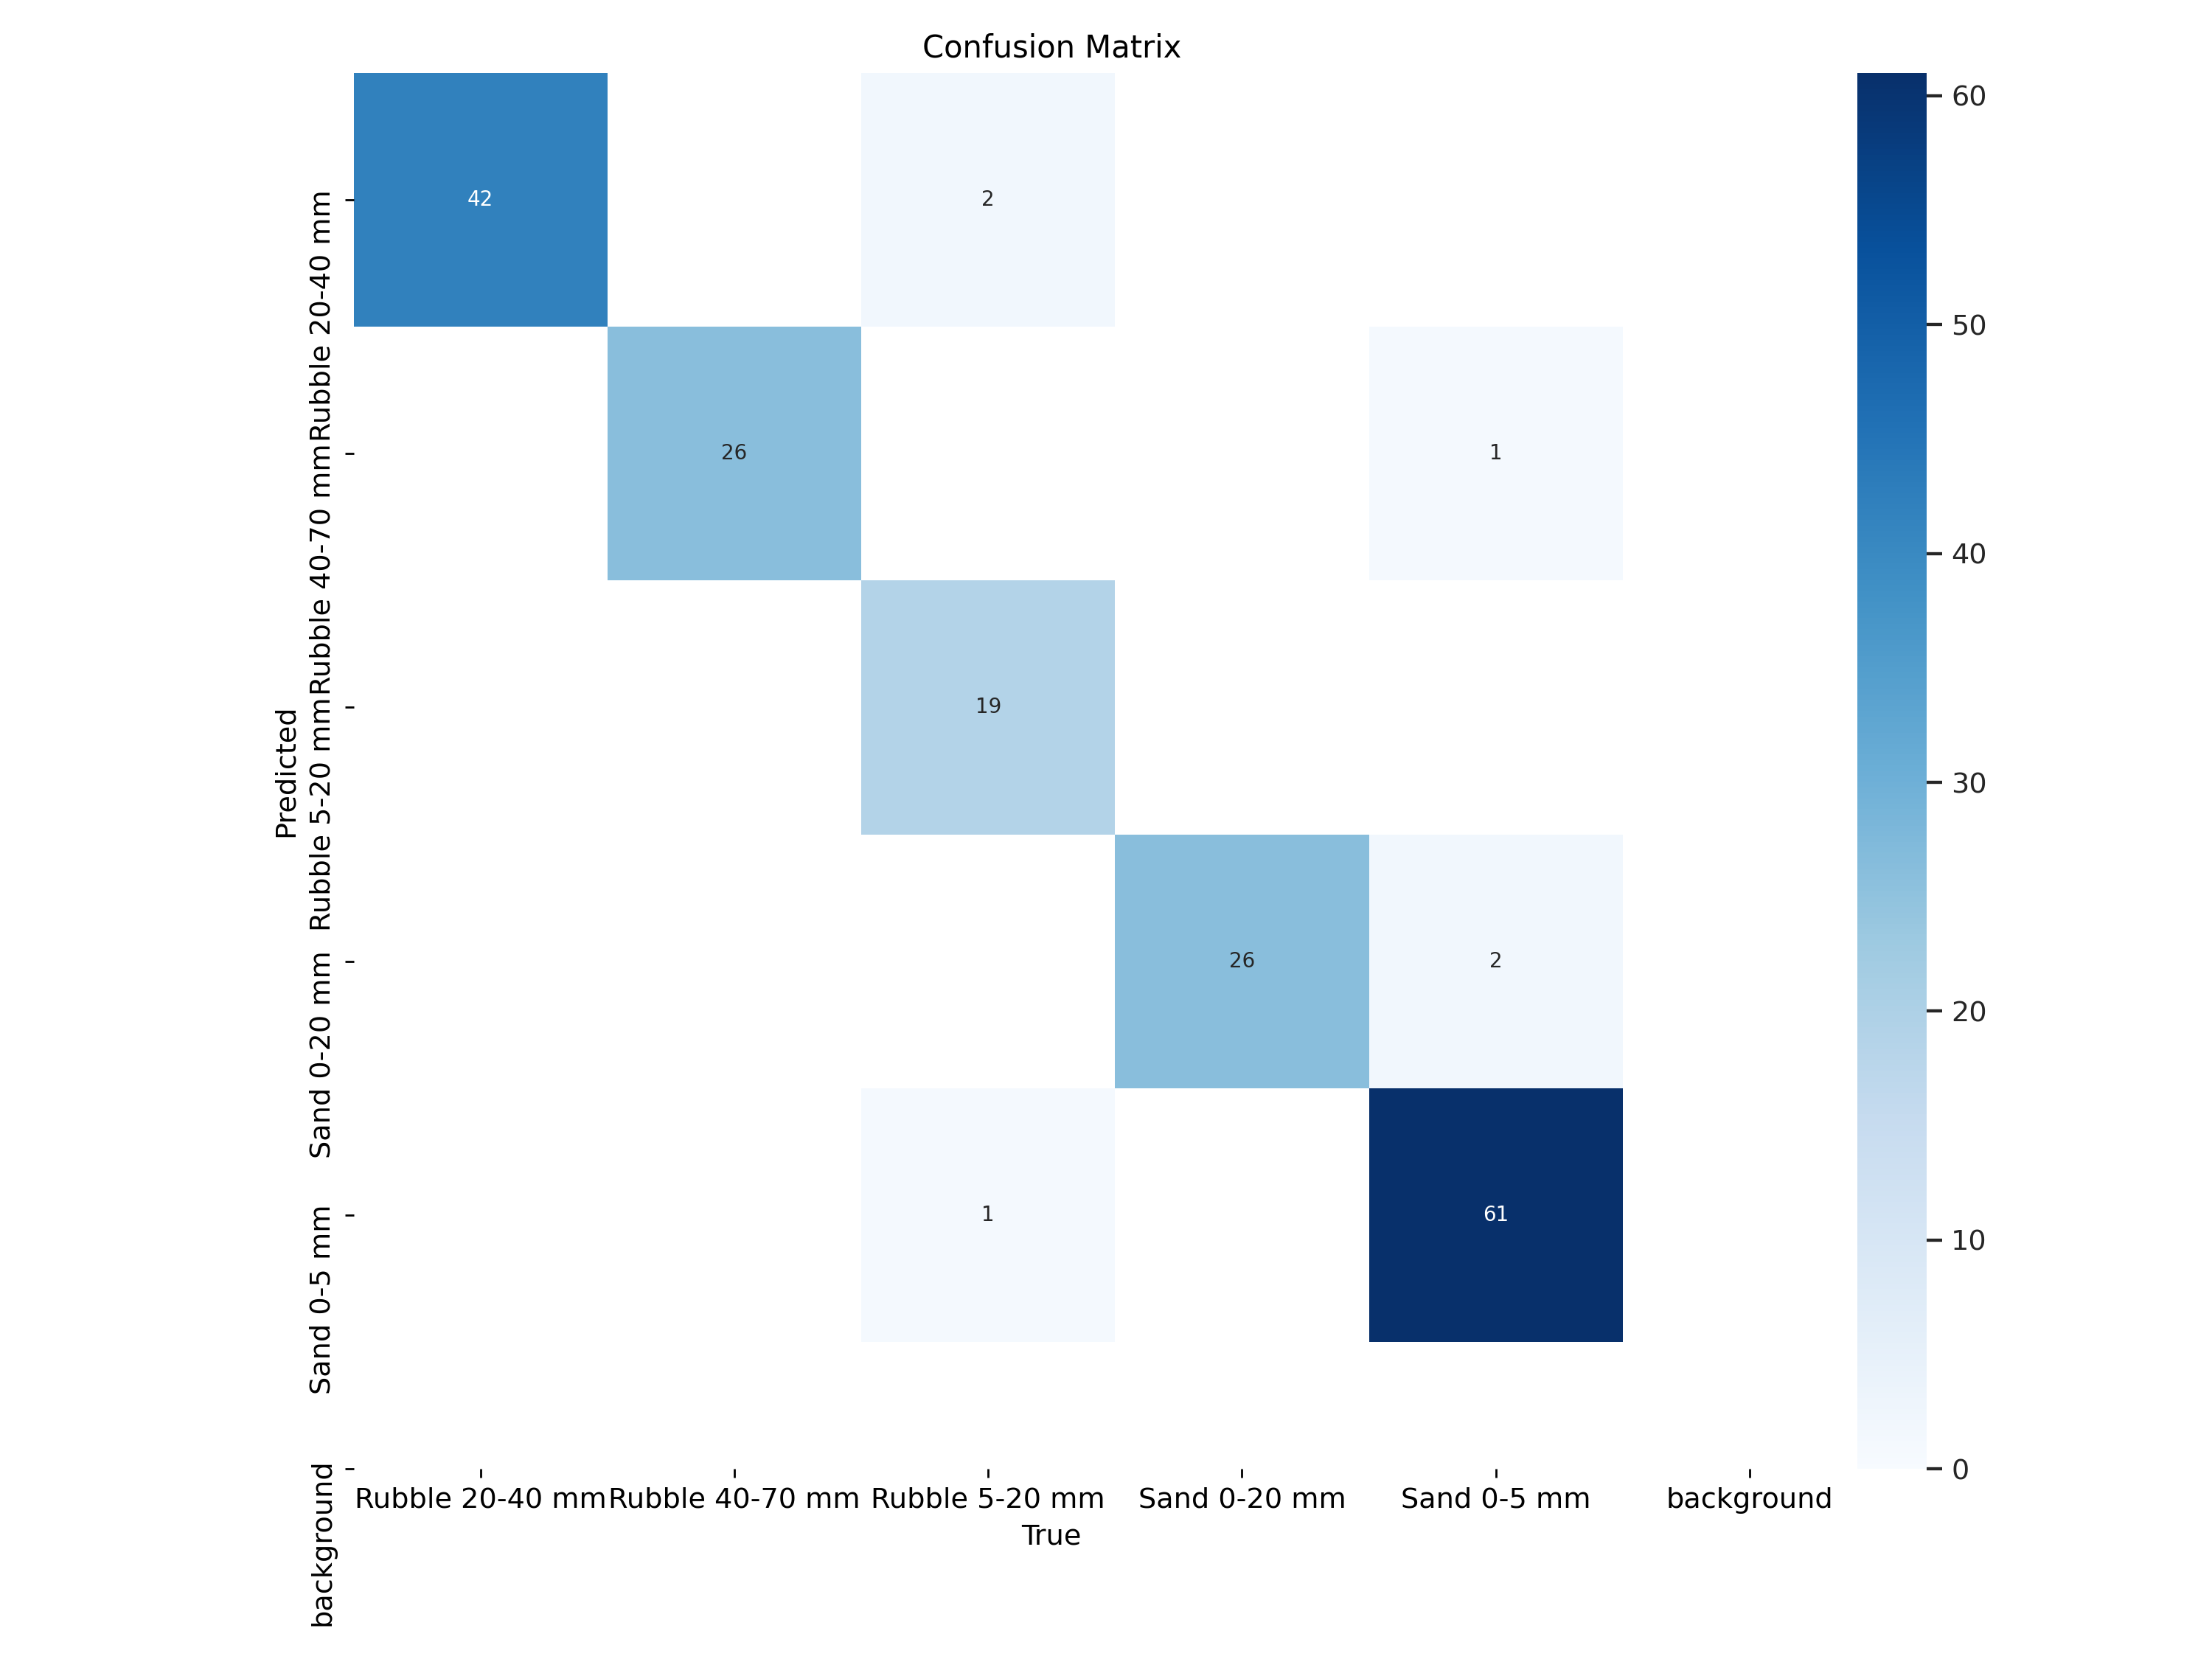 Confusion Matrix
Predicted
Rubble 20-40 mm
Rubble 40-70 mm
Rubble 5-20 mm
Sand 0-20 mm
Sand 0-5 mm
background
42
2
26
1
19
26
2
1
61
Rubble 20-40 mm
Rubble 40-70 mm
Rubble 5-20 mm
Sand 0-20 mm
Sand 0-5 mm
background
True
60
50
40
30
20
10
0